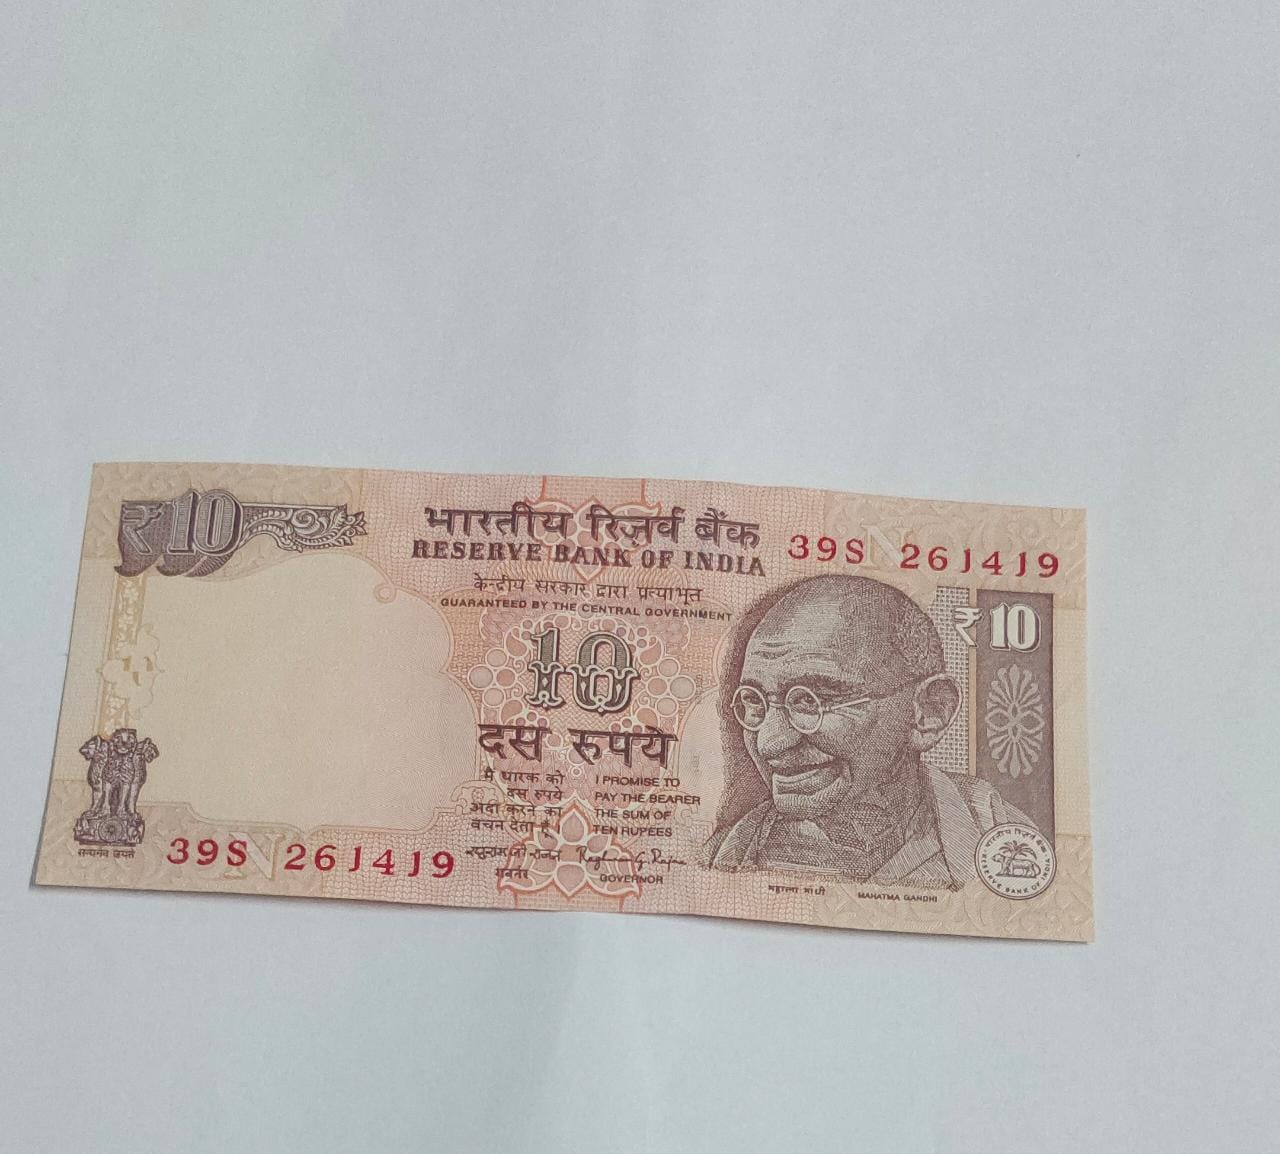 ₹10
भारतीय रिज़र्व बैंक
RESERVE BANK OF INDIA
39S 261419
केन्द्रीय सरकार द्वारा प्रत्याभूत
GUARANTEED BY THE CENTRAL GOVERNMENT
10
₹ 10
दस रुपये
मैं धारक को
दस रुपये
अदा करने का
वचन देता हूँ
I PROMISE TO
PAY THE BEARER
THE SUM OF
TEN RUPEES
सत्यमेव जयते
39S N 261419
रघुराम जी राजन
Raghuram G. Rajan
गवर्नर
GOVERNOR
महात्मा गांधी
MAHATMA GANDHI
भारतीय रिज़र्व बैंक
RESERVE BANK OF INDIA